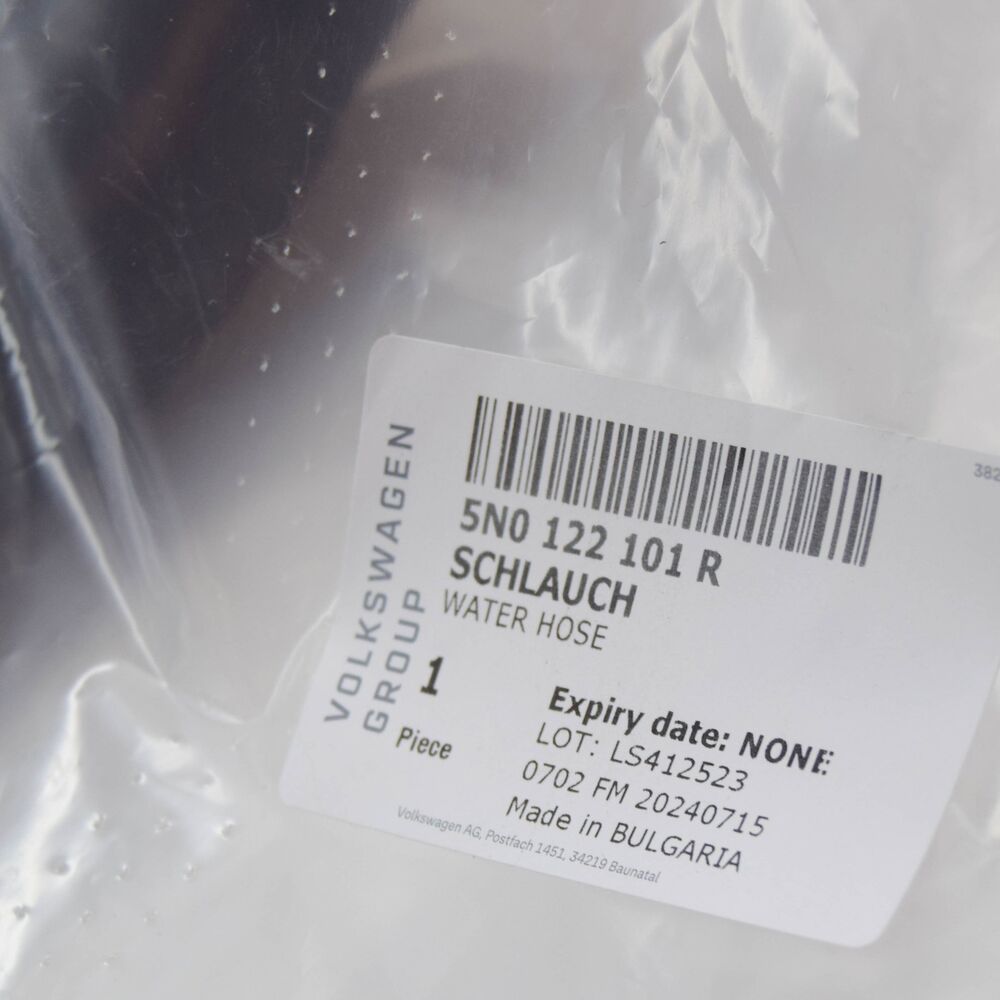 382
5N0 122 101 R
SCHLAUCH
WATER HOSE
VOLKSWAGEN
GROUP
1
Piece
Expiry date: NONE
LOT: LS412523
0702 FM 20240715
Made in BULGARIA
Volkswagen AG, Postfach 1451, 34219 Baunatal